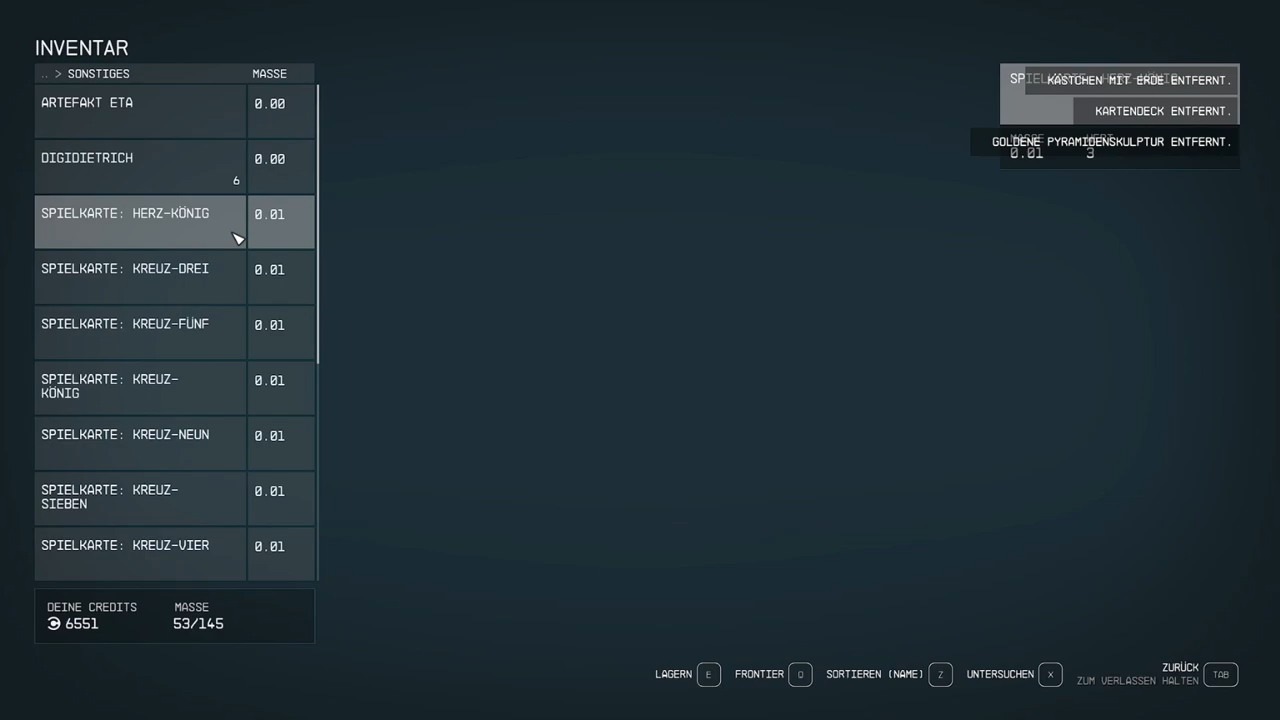 INVENTAR
.. > SONSTIGES MASSE
ARTEFAKT ETA 0.00
DIGIDIETRICH 0.00
6
SPIELKARTE: HERZ-KÖNIG 0.01
SPIELKARTE: KREUZ-DREI 0.01
SPIELKARTE: KREUZ-FÜNF 0.01
SPIELKARTE: KREUZ-
KÖNIG 0.01
SPIELKARTE: KREUZ-NEUN 0.01
SPIELKARTE: KREUZ-
SIEBEN 0.01
SPIELKARTE: KREUZ-VIER 0.01
DEINE CREDITS MASSE
6551 53/145
KÄSTCHEN MIT ERDE ENTFERNT.
KARTENDECK ENTFERNT.
GOLDENE PYRAMIDENSKULPTUR ENTFERNT.
0.01 3
LAGERN E FRONTIER Q SORTIEREN (NAME) Z UNTERSUCHEN X ZURÜCK
ZUM VERLASSEN HALTEN TAB